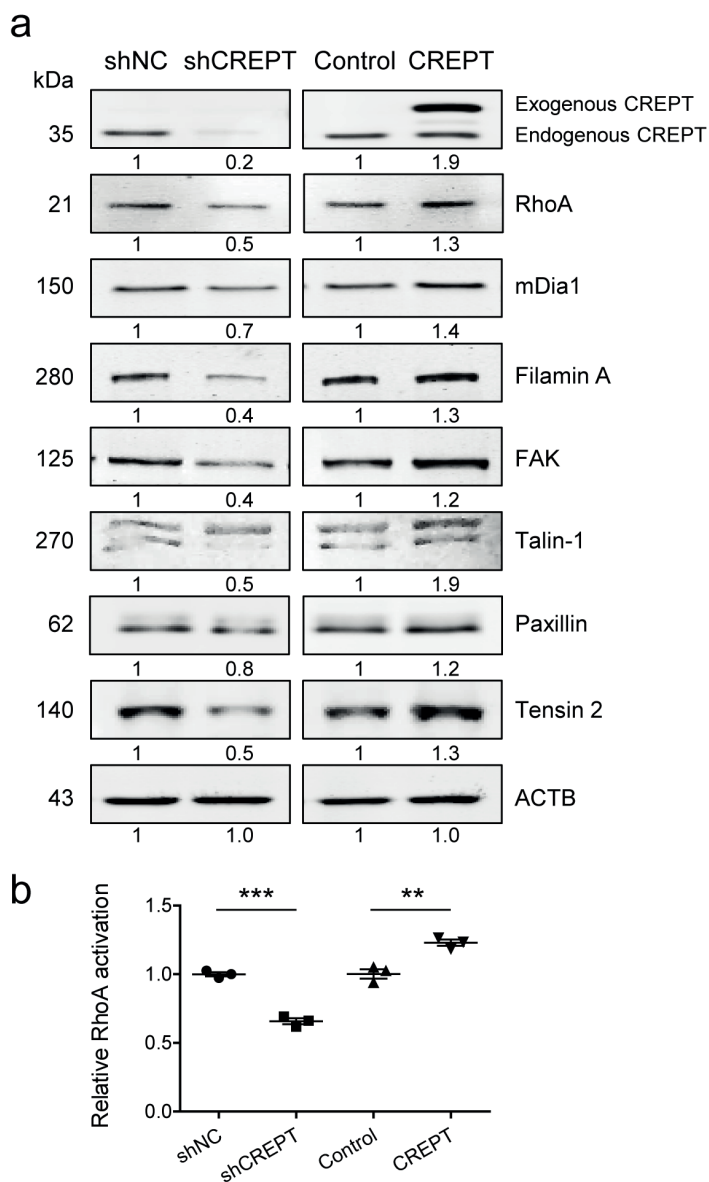 a
shNC shCREPT Control CREPT
kDa
Exogenous CREPT
35 Endogenous CREPT
1 0.2 1 1.9
21 RhoA
1 0.5 1 1.3
150 mDia1
1 0.7 1 1.4
280 Filamin A
1 0.4 1 1.3
125 FAK
1 0.4 1 1.2
270 Talin-1
1 0.5 1 1.9
62 Paxillin
1 0.8 1 1.2
140 Tensin 2
1 0.5 1 1.3
43 ACTB
1 1.0 1 1.0
b
Relative RhoA activation
*** **
1.5
1.0
0.5
0.0
shNC shCREPT Control CREPT